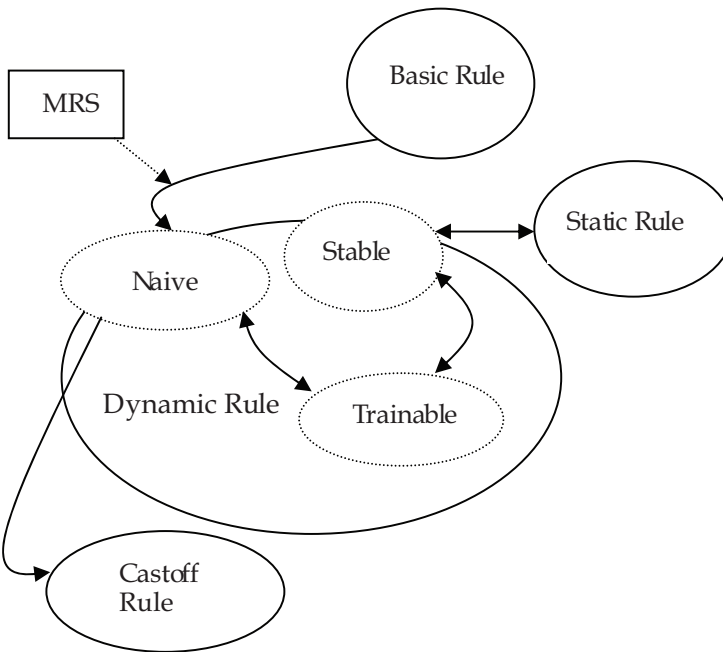 Basic Rule
MRS
Static Rule
Stable
Naive
Dynamic Rule
Trainable
Castoff
Rule